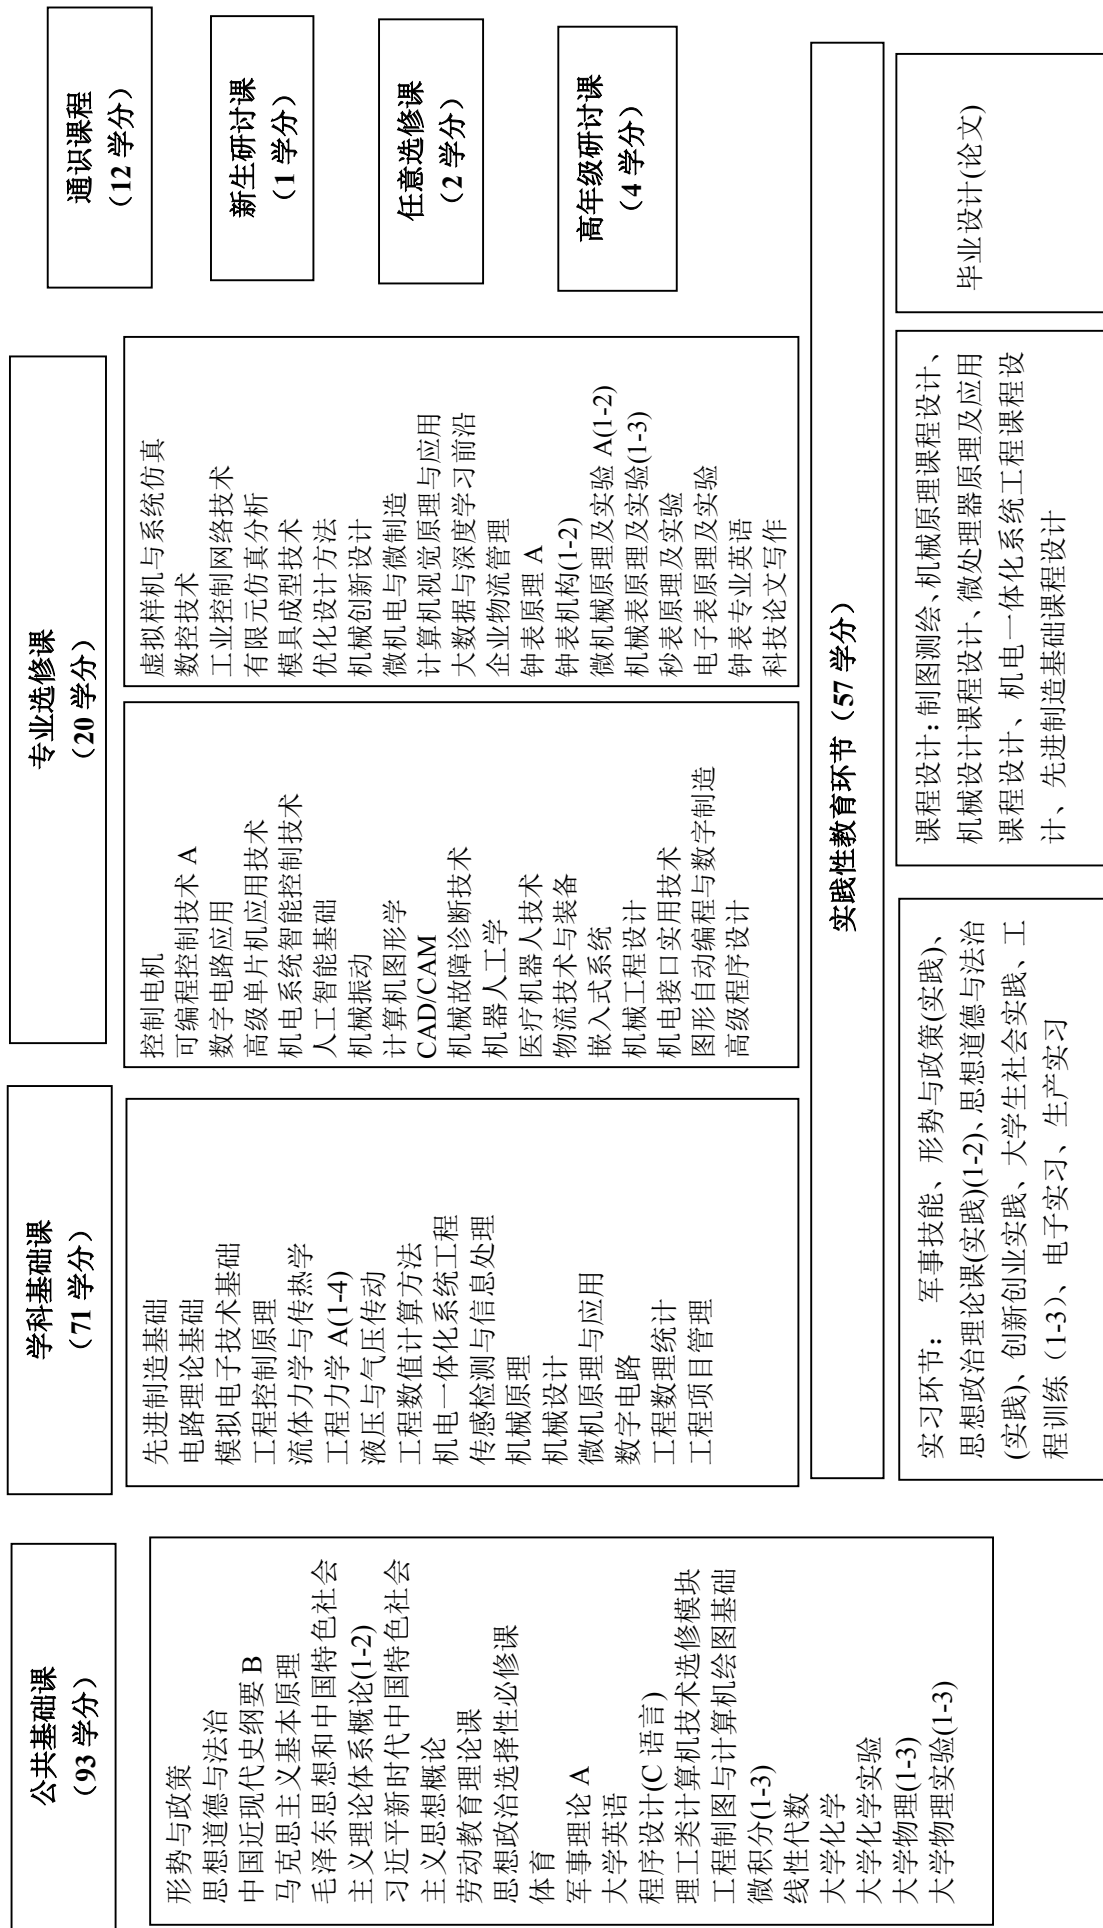 公共基础课
（93 学分）
形势与政策
思想道德与法治
中国近现代史纲要 B
马克思主义基本原理
毛泽东思想和中国特色社会
主义理论体系概论(1-2)
习近平新时代中国特色社会
主义思想概论
劳动教育理论课
思想政治选择性必修课
体育
军事理论 A
大学英语
程序设计(C 语言)
理工类计算机技术选修模块
工程制图与计算机绘图基础
微积分(1-3)
线性代数
大学化学
大学化学实验
大学物理(1-3)
大学物理实验(1-3)
学科基础课
（71 学分）
先进制造基础
电路理论基础
模拟电子技术基础
工程控制原理
流体力学与传热学
工程力学 A(1-4)
液压与气压传动
工程数值计算方法
机电一体化系统工程
传感检测与信息处理
机械原理
机械设计
微机原理与应用
数字电路
工程数理统计
工程项目管理
专业选修课
（20 学分）
控制电机
可编程控制技术 A
数字电路应用
高级单片机应用技术
机电系统智能控制技术
人工智能基础
机械振动
计算机图形学
CAD/CAM
机械故障诊断技术
机器人工学
医疗机器人技术
物流技术与装备
嵌入式系统
机械工程设计
机电接口实用技术
图形自动编程与数字制造
高级程序设计
虚拟样机与系统仿真
数控技术
工业控制网络技术
有限元仿真分析
模具成型技术
优化设计方法
机械创新设计
微机电与微制造
计算机视觉原理与应用
大数据与深度学习前沿
企业物流管理
钟表原理 A
钟表机构(1-2)
微机械原理及实验 A(1-2)
机械表原理及实验(1-3)
秒表原理及实验
电子表原理及实验
钟表专业英语
科技论文写作
通识课程
（12 学分）
新生研讨课
（1 学分）
任意选修课
（2 学分）
高年级研讨课
（4 学分）
实践性教育环节（57 学分）
实习环节： 军事技能、形势与政策(实践)、
思想政治理论课(实践)(1-2)、思想道德与法治
(实践)、创新创业实践、大学生社会实践、工
程训练（1-3）、电子实习、生产实习
课程设计: 制图测绘、机械原理课程设计、
机械设计课程设计、微处理器原理及应用
课程设计、机电一体化系统工程课程设
计、先进制造基础课程设计
毕业设计(论文)